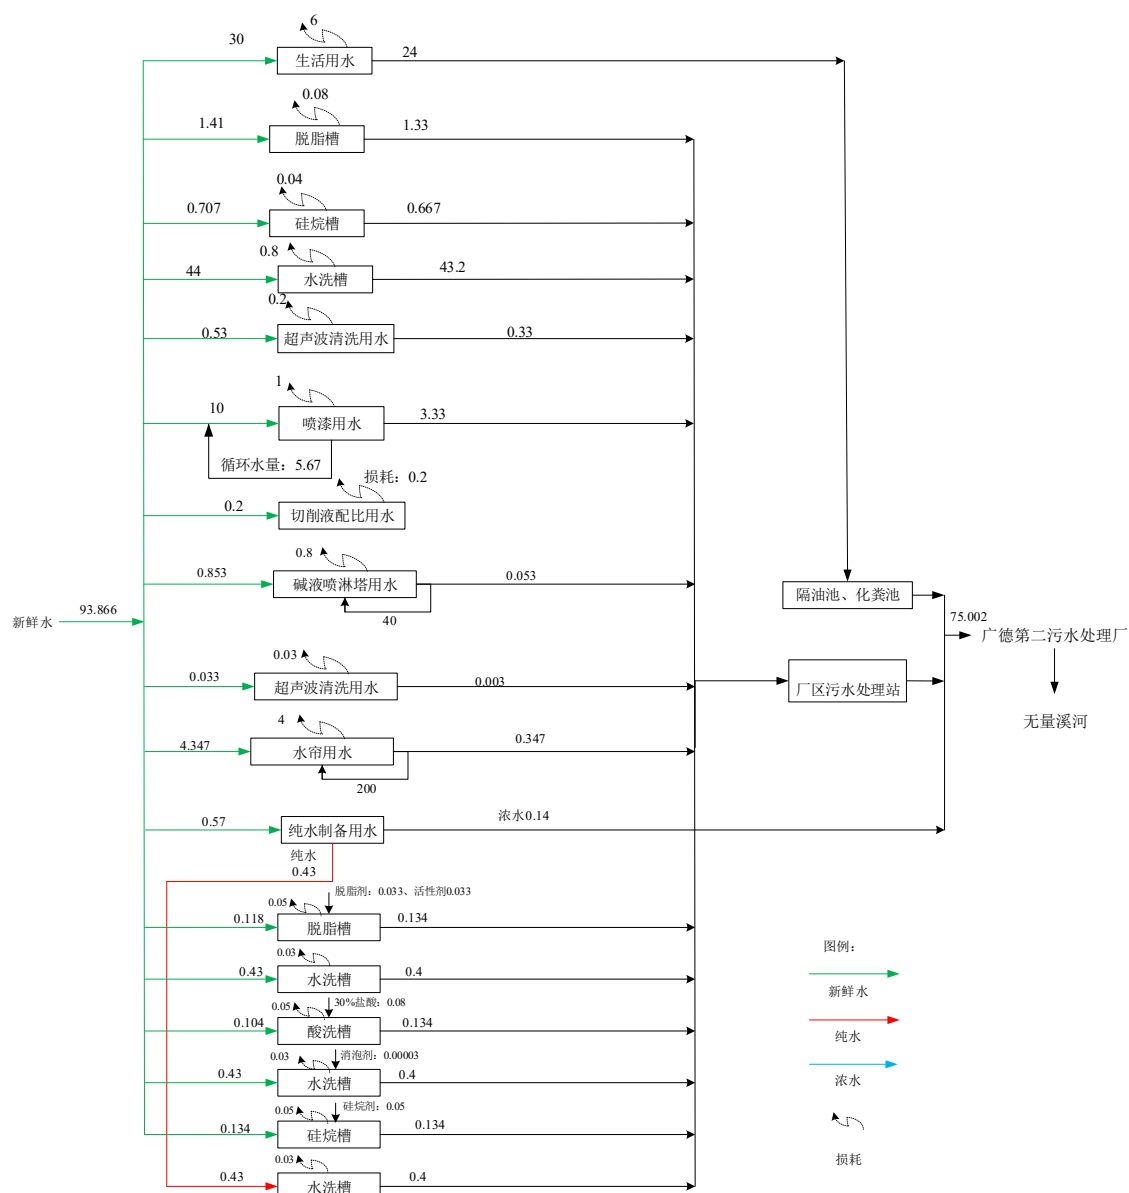 6
30
生活用水
24
0.08
1.41
脱脂槽
1.33
0.04
0.707
硅烷槽
0.667
0.8
44
水洗槽
43.2
0.2
0.53
超声波清洗用水
0.33
1
10
喷漆用水
3.33
循环水量：5.67
损耗：0.2
0.2
切削液配比用水
0.8
0.853
碱液喷淋塔用水
0.053
40
隔油池、化粪池
新鲜水
93.866
75.002
广德第二污水处理厂
0.03
0.033
超声波清洗用水
0.003
厂区污水处理站
无量溪河
4
4.347
水帘用水
0.347
200
0.57
纯水制备用水
浓水0.14
纯水
0.43
脱脂剂：0.033、活性剂0.033
0.05
0.118
脱脂槽
0.134
0.03
0.43
水洗槽
0.4
30%盐酸：0.08
0.05
0.104
酸洗槽
0.134
消泡剂：0.00003
0.03
0.43
水洗槽
0.4
硅烷剂：0.05
0.05
0.134
硅烷槽
0.134
0.03
0.43
水洗槽
0.4
图例：
新鲜水
纯水
浓水
损耗